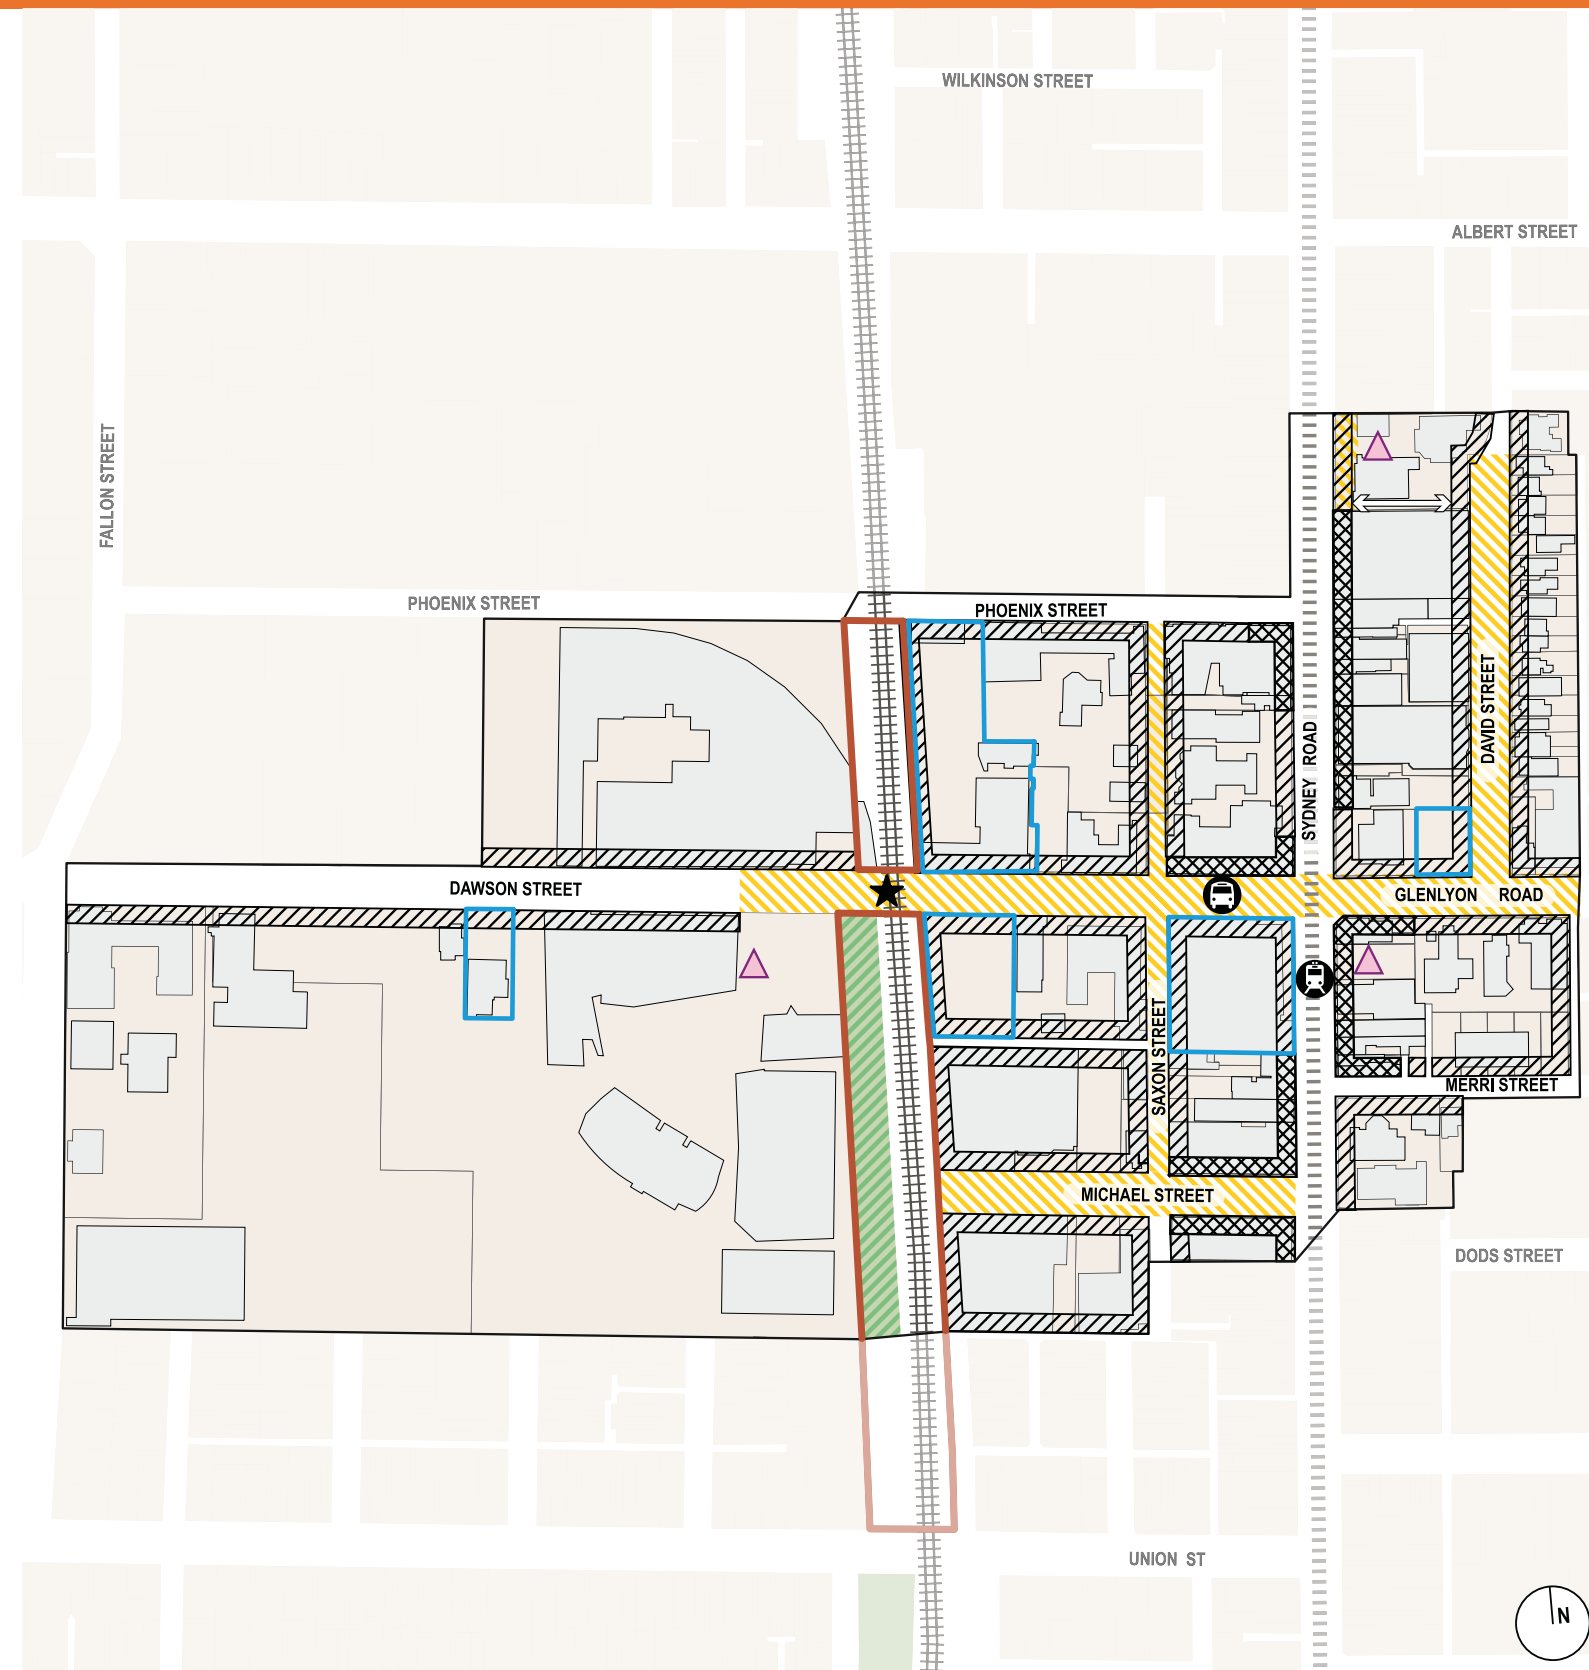 WILKINSON STREET
ALBERT STREET
FALLON STREET
PHOENIX STREET
PHOENIX STREET
SYDNEY ROAD
DAVID STREET
DAWSON STREET
GLENLYON ROAD
SAXON STREET
MERRI STREET
MICHAEL STREET
DODS STREET
UNION ST
N